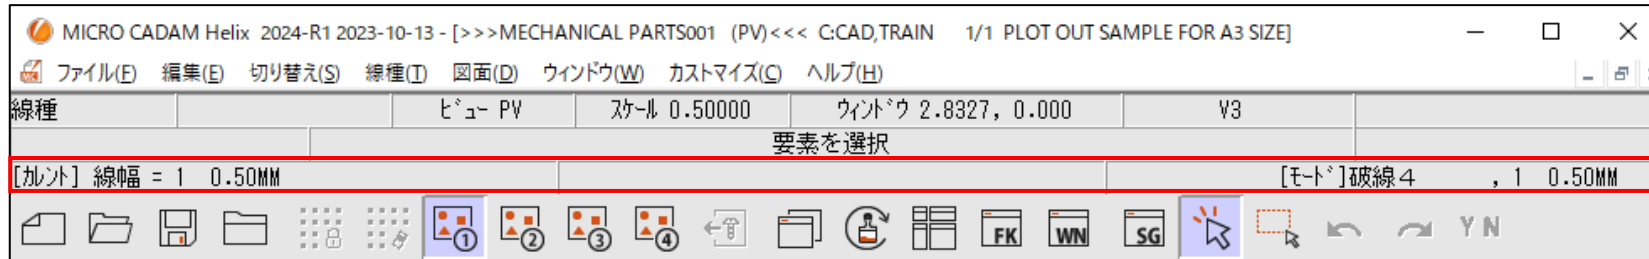 MICRO CADAM Helix 2024-R1 2023-10-13 - [>>>MECHANICAL PARTS001 (PV)<<< C:CAD,TRAIN 1/1 PLOT OUT SAMPLE FOR A3 SIZE]
ファイル(F) 編集(E) 切り替え(S) 線種(T) 図面(D) ウィンドウ(W) カストマイズ(C) ヘルプ(H)
線種 ﾋﾞｭｰ PV ｽｹｰﾙ 0.50000 ｳｨﾝﾄﾞｳ 2.8327, 0.000 V3
要素を選択
[ｶﾚﾝﾄ] 線幅 = 1 0.50MM [ﾓｰﾄﾞ]破線4 , 1 0.50MM
1 2 3 4 FK WN SG Y N